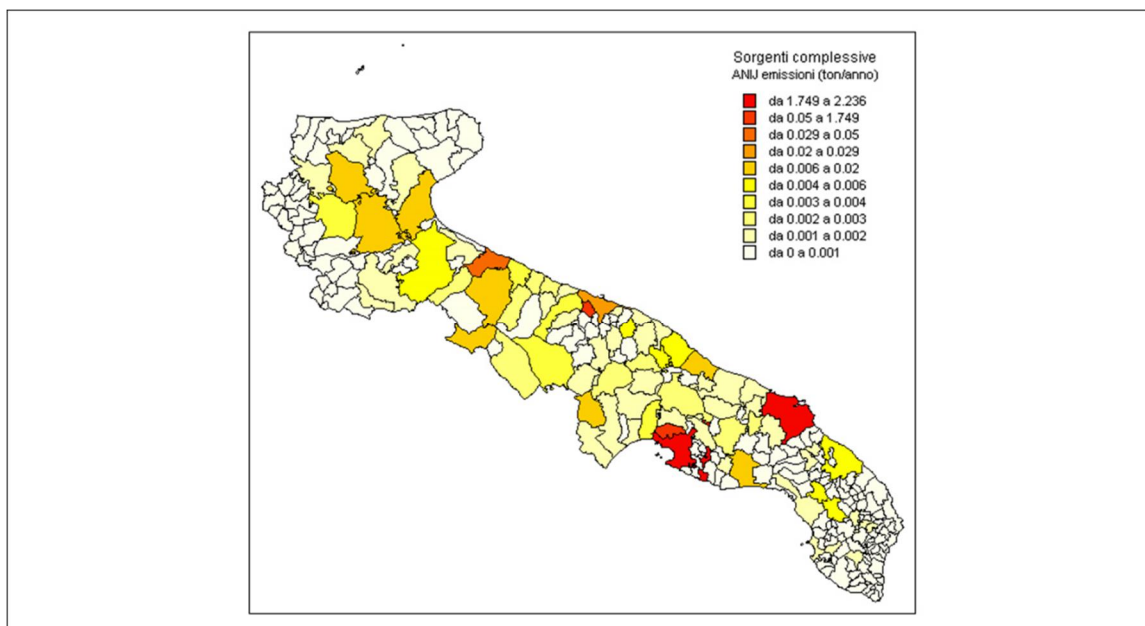 Sorgenti complessive
ANIJ emissioni (ton/anno)
da 1.749 a 2.236
da 0.05 a 1.749
da 0.029 a 0.05
da 0.02 a 0.029
da 0.006 a 0.02
da 0.004 a 0.006
da 0.003 a 0.004
da 0.002 a 0.003
da 0.001 a 0.002
da 0 a 0.001